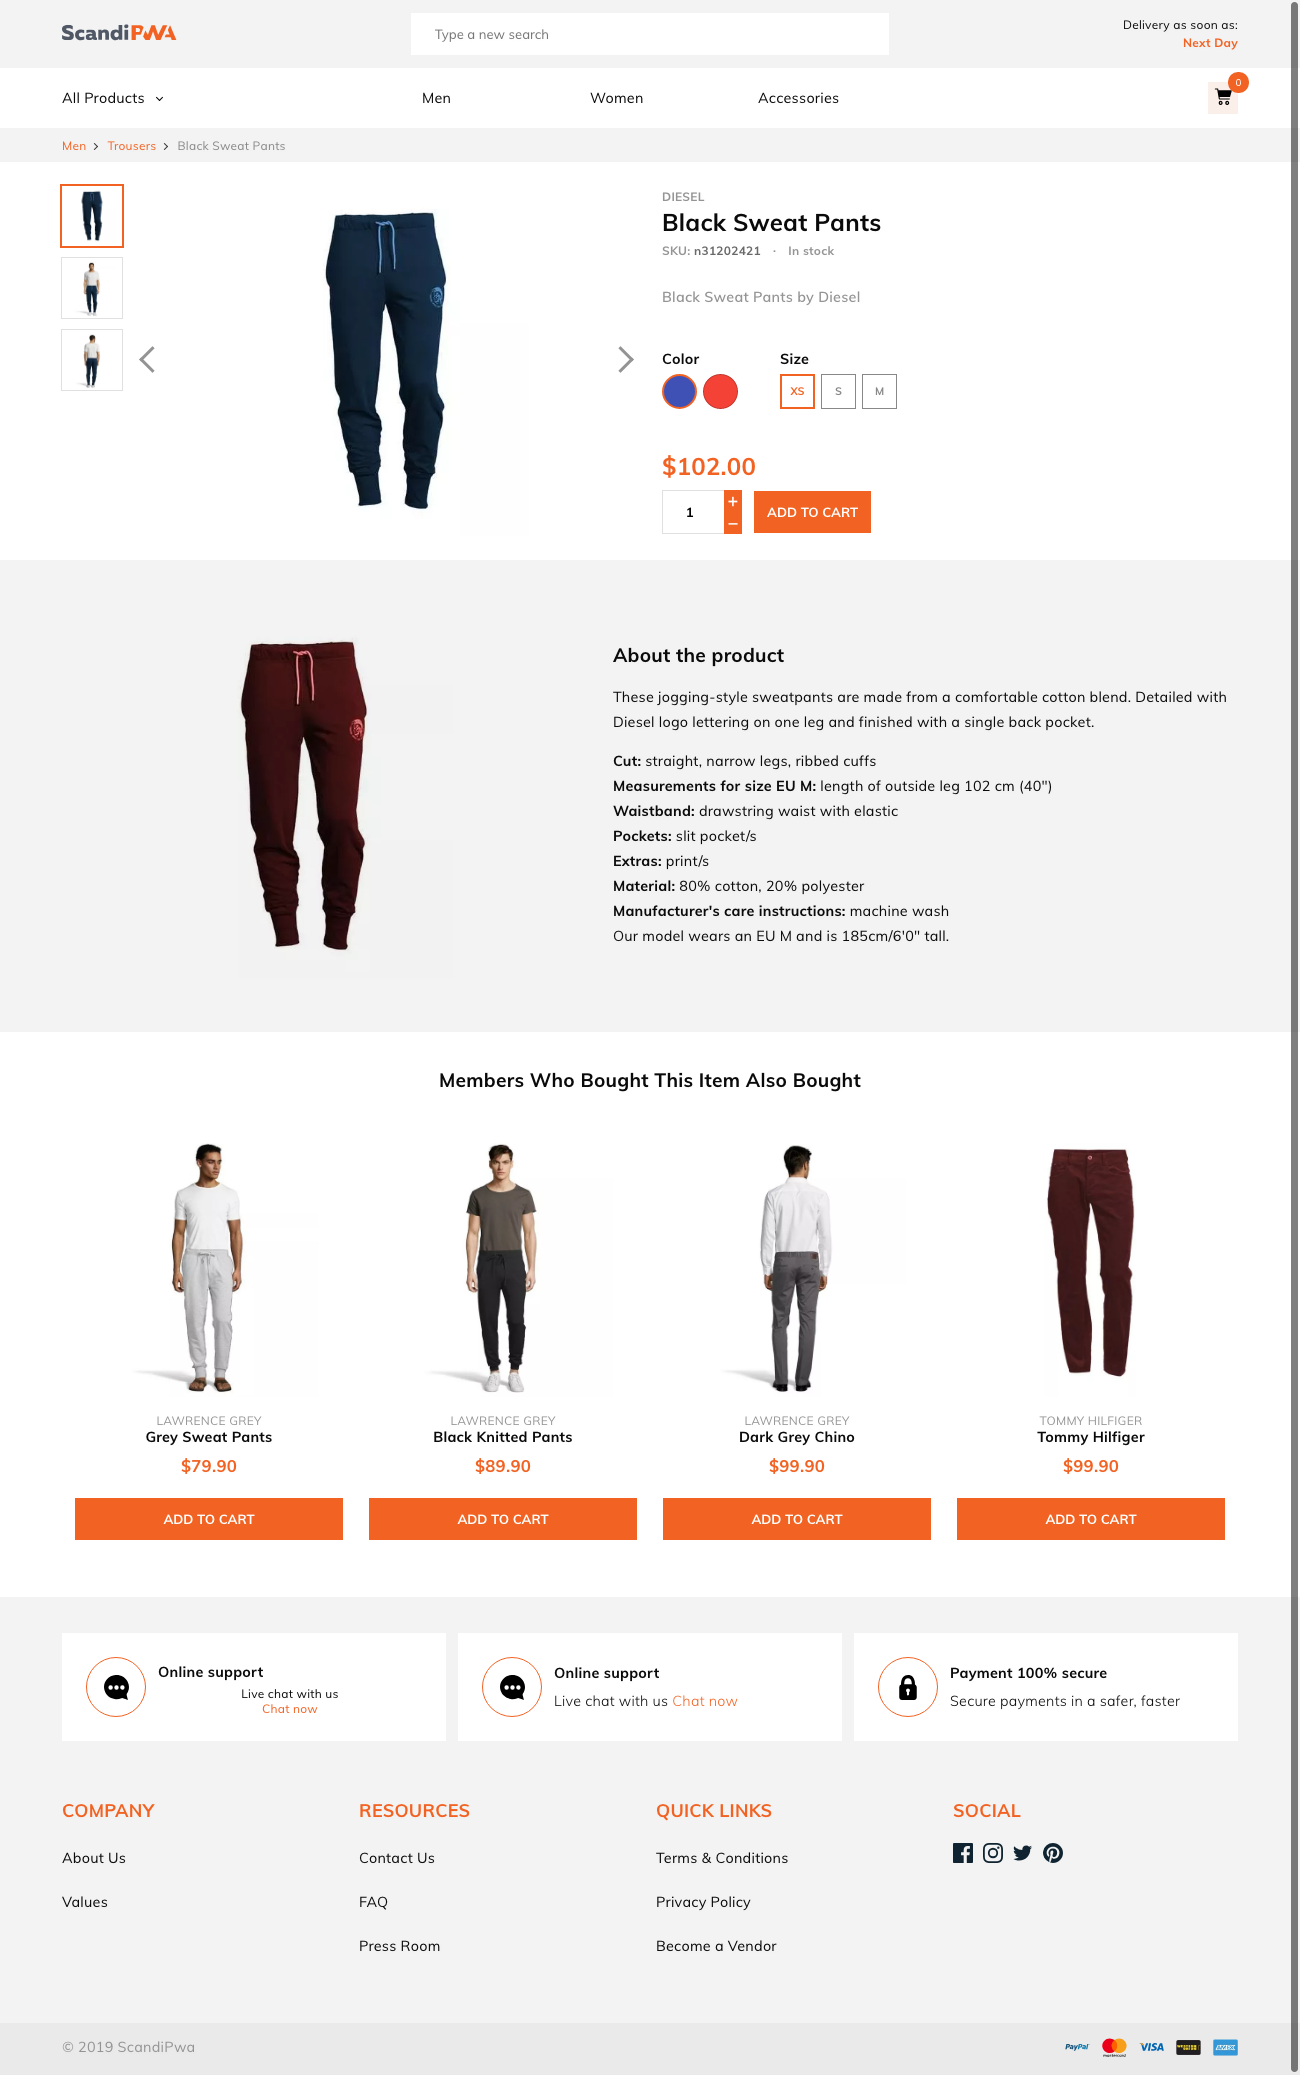 ScandiPWA
Type a new search
Delivery as soon as:
Next Day
All Products
Men
Women
Accessories
0
Men
Trousers
Black Sweat Pants
DIESEL
Black Sweat Pants
SKU: n31202421 · In stock
Black Sweat Pants by Diesel
Color
Size
XS
S
M
$102.00
1
+
−
ADD TO CART
About the product
These jogging-style sweatpants are made from a comfortable cotton blend. Detailed with
Diesel logo lettering on one leg and finished with a single back pocket.
Cut: straight, narrow legs, ribbed cuffs
Measurements for size EU M: length of outside leg 102 cm (40")
Waistband: drawstring waist with elastic
Pockets: slit pocket/s
Extras: print/s
Material: 80% cotton, 20% polyester
Manufacturer's care instructions: machine wash
Our model wears an EU M and is 185cm/6'0" tall.
Members Who Bought This Item Also Bought
LAWRENCE GREY
Grey Sweat Pants
$79.90
ADD TO CART
LAWRENCE GREY
Black Knitted Pants
$89.90
ADD TO CART
LAWRENCE GREY
Dark Grey Chino
$99.90
ADD TO CART
TOMMY HILFIGER
Tommy Hilfiger
$99.90
ADD TO CART
Online support
Live chat with us
Chat now
Online support
Live chat with us Chat now
Payment 100% secure
Secure payments in a safer, faster
COMPANY
About Us
Values
RESOURCES
Contact Us
FAQ
Press Room
QUICK LINKS
Terms & Conditions
Privacy Policy
Become a Vendor
SOCIAL
© 2019 ScandiPwa
PayPal
VISA